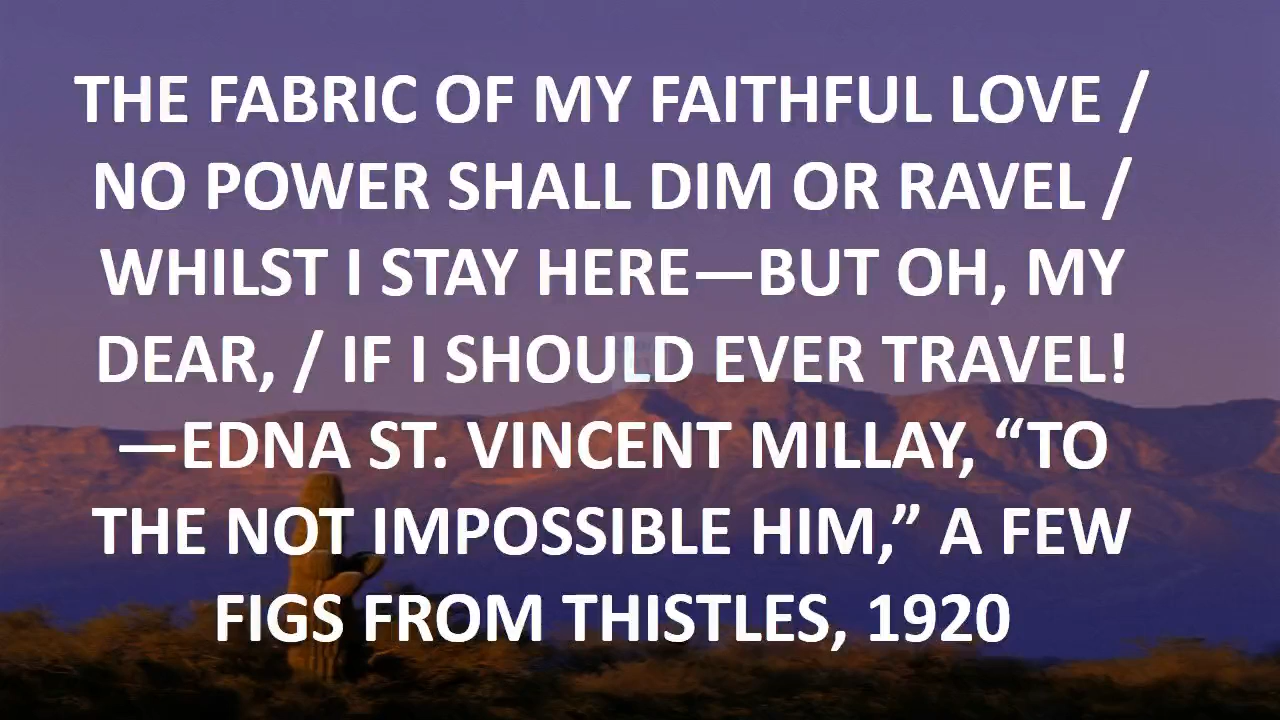 THE FABRIC OF MY FAITHFUL LOVE /
NO POWER SHALL DIM OR RAVEL /
WHILST I STAY HERE—BUT OH, MY
DEAR, / IF I SHOULD EVER TRAVEL!
—EDNA ST. VINCENT MILLAY, “TO
THE NOT IMPOSSIBLE HIM,” A FEW
FIGS FROM THISTLES, 1920